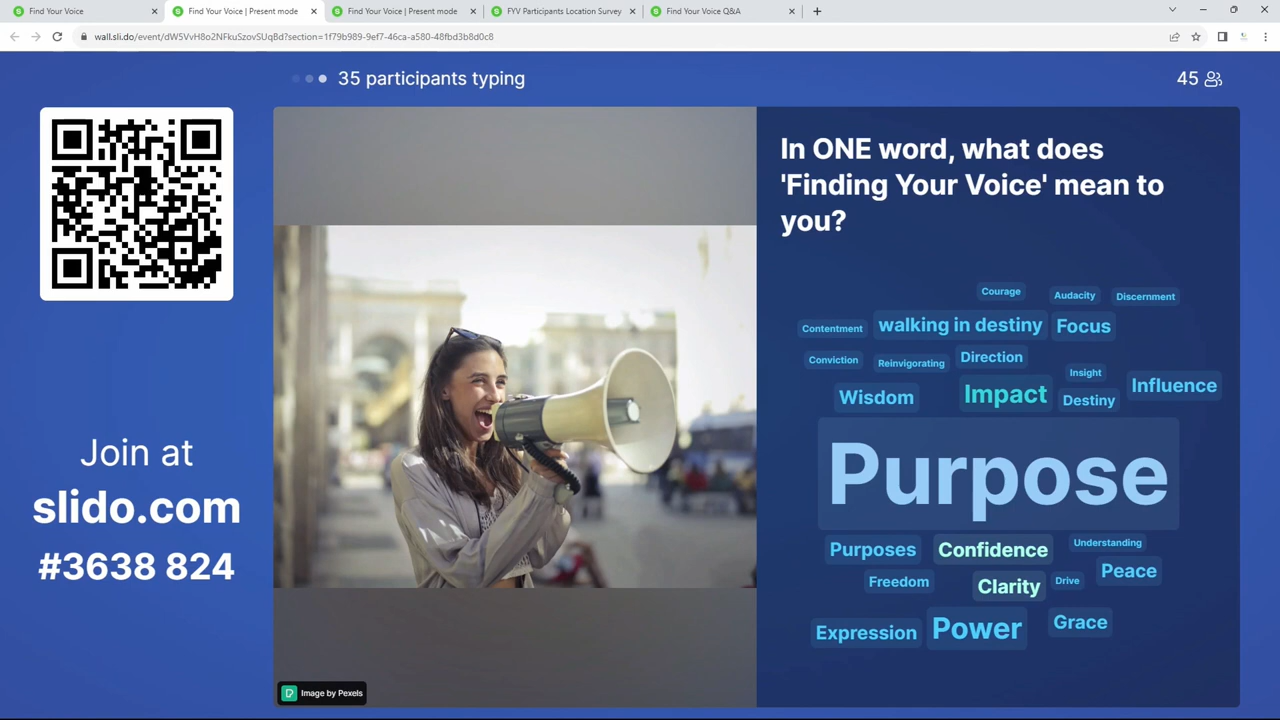 Find Your Voice
Find Your Voice | Present mode
Find Your Voice | Present mode
FYV Participants Location Survey
Find Your Voice Q&A
wall.sli.do/event/dW5VvH8o2NFkuSzovSUqBd?section=1f79b989-9ef7-46ca-a580-48fbd3b8d0c8
35 participants typing
45
In ONE word, what does
'Finding Your Voice' mean to
you?
Courage
Audacity
Discernment
Contentment
walking in destiny
Focus
Conviction
Reinvigorating
Direction
Insight
Wisdom
Impact
Destiny
Influence
Purpose
Purposes
Confidence
Understanding
Freedom
Clarity
Drive
Peace
Expression
Power
Grace
Join at
slido.com
#3638 824
Image by Pexels